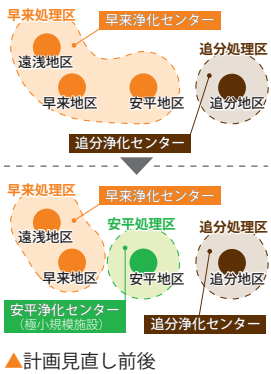 早来処理区
早来浄化センター
追分処理区
遠浅地区
早来地区
安平地区
追分地区
追分浄化センター
早来処理区
早来浄化センター
安平処理区
追分処理区
遠浅地区
早来地区
安平地区
追分地区
安平浄化センター
（極小規模施設）
追分浄化センター
▲計画見直し前後